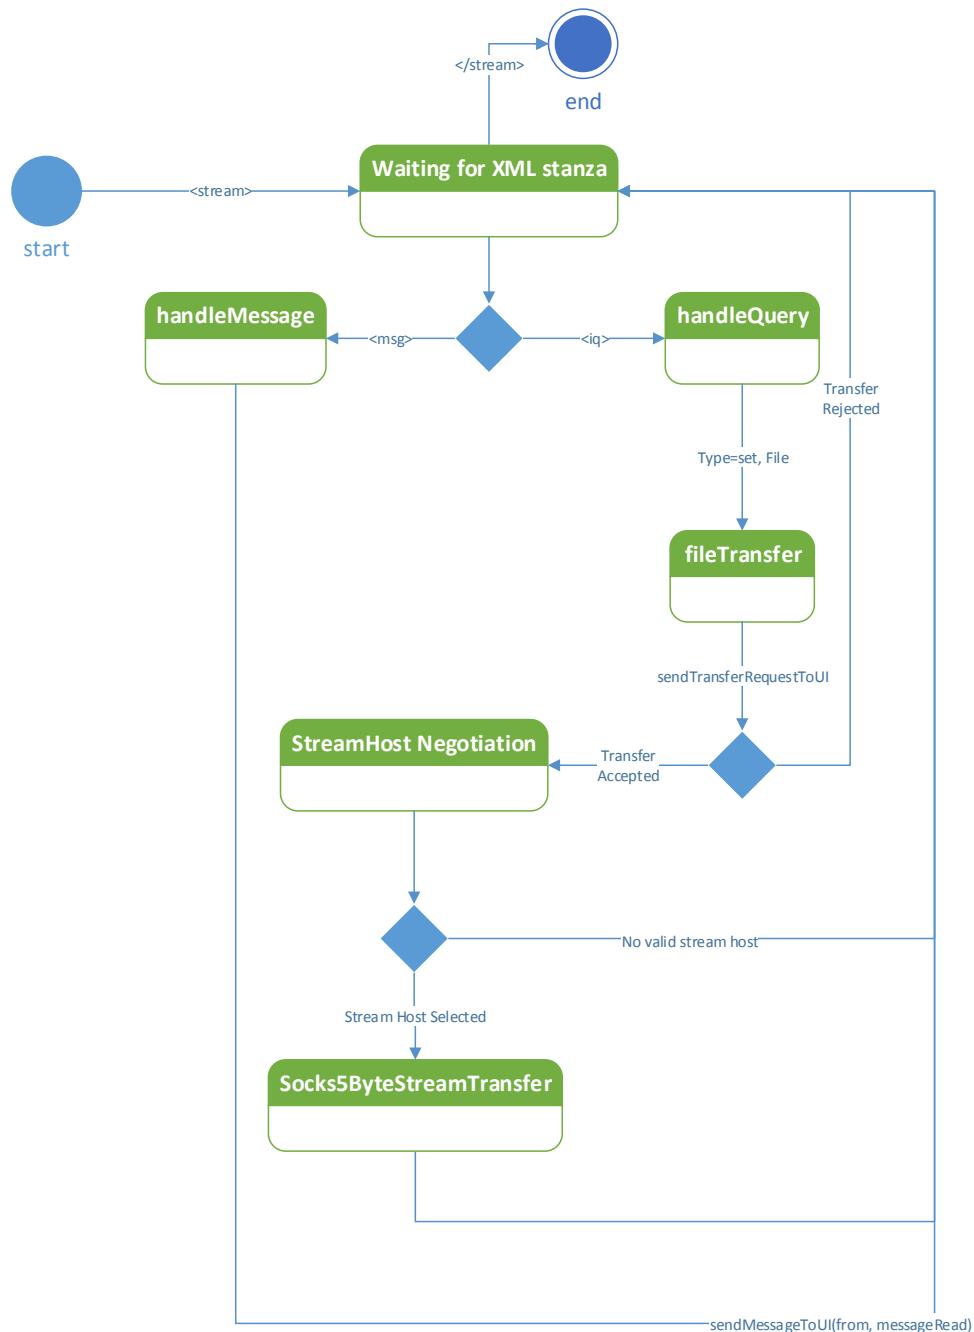 </stream>
end
Waiting for XML stanza
<stream>
start
handleMessage
handleQuery
<msg>
<iq>
Transfer
Rejected
Type=set, File
fileTransfer
sendTransferRequestToUI
StreamHost Negotiation
Transfer
Accepted
No valid stream host
Stream Host Selected
Socks5ByteStreamTransfer
sendMessageToUI(from, messageRead)